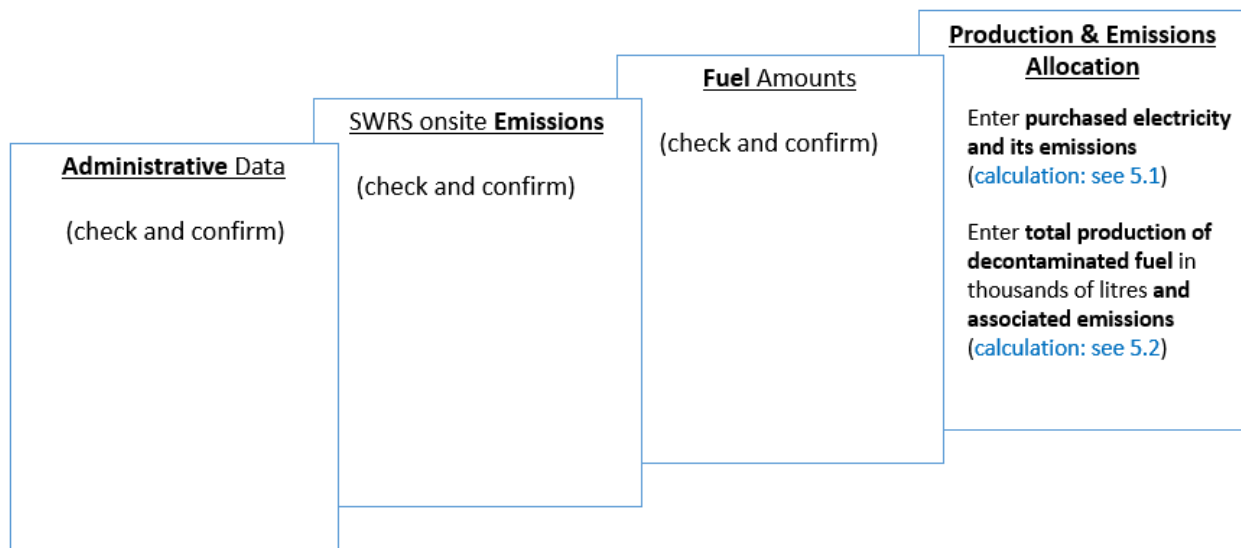 Administrative Data
(check and confirm)
SWRS onsite Emissions
(check and confirm)
Fuel Amounts
(check and confirm)
Production & Emissions
Allocation
Enter purchased electricity
and its emissions
(calculation: see 5.1)
Enter total production of
decontaminated fuel in
thousands of litres and
associated emissions
(calculation: see 5.2)